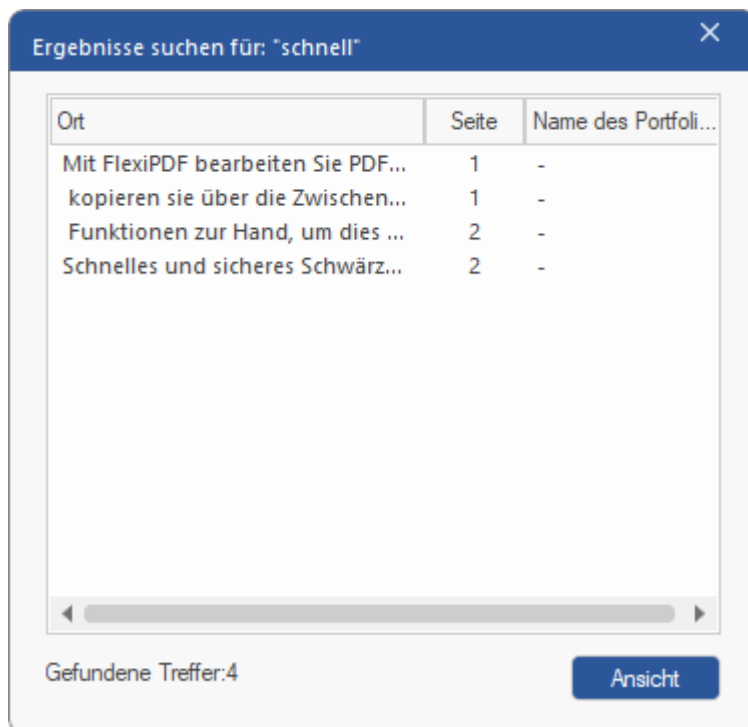 Ergebnisse suchen für: "schnell"
Ort Seite Name des Portfoli...
Mit FlexiPDF bearbeiten Sie PDF... 1 -
kopieren sie über die Zwischen... 1 -
Funktionen zur Hand, um dies ... 2 -
Schnelles und sicheres Schwärz... 2 -
Gefundene Treffer:4
Ansicht